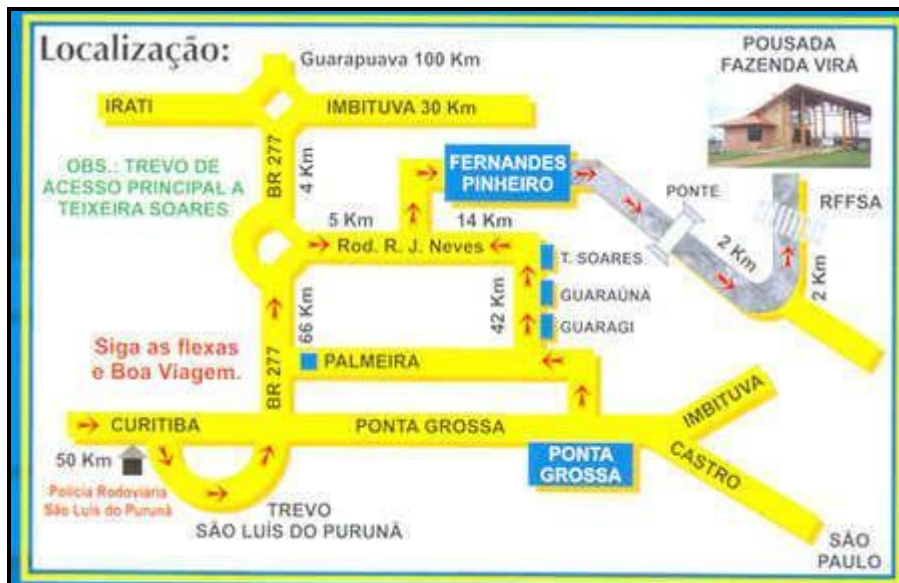 Localização:
Guarapuava 100 Km
POUSADA
FAZENDA VIRÁ
IRATI
IMBITUVA 30 Km
OBS.: TREVO DE
ACESSO PRINCIPAL A
TEIXEIRA SOARES
BR 277
4 Km
FERNANDES
PINHEIRO
PONTE
RFFSA
5 Km
14 Km
Rod. R. J. Neves
2 Km
2 Km
T. SOARES
GUARAÚNA
GUARAGI
42 Km
66 Km
Siga as flexas
e Boa Viagem.
BR 277
PALMEIRA
CURITIBA
PONTA GROSSA
IMBITUVA
CASTRO
PONTA
GROSSA
50 Km
Polícia Rodoviária
São Luís do Purunã
TREVO
SÃO LUÍS DO PURUNÃ
SÃO
PAULO